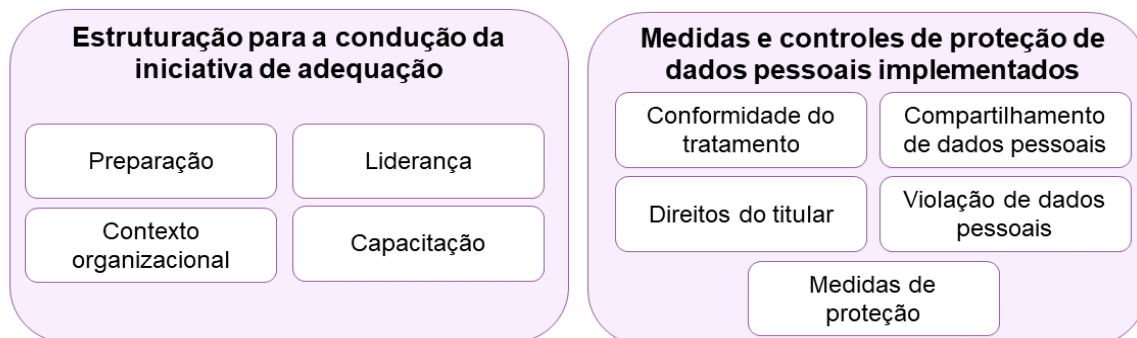 Estruturação para a condução da
iniciativa de adequação
Preparação
Liderança
Contexto
organizacional
Capacitação
Medidas e controles de proteção de
dados pessoais implementados
Conformidade do
tratamento
Compartilhamento
de dados pessoais
Direitos do titular
Violação de dados
pessoais
Medidas de
proteção